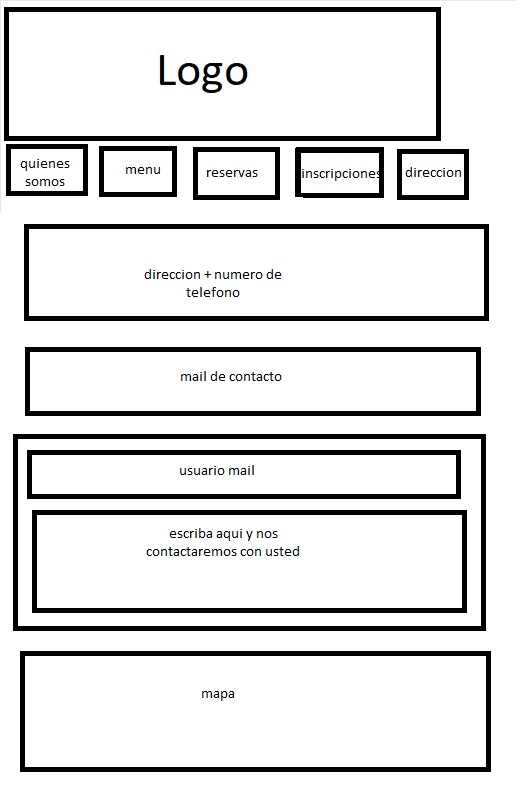 Logo
quienes
somos
menu
reservas
inscripciones
direccion
direccion + numero de
telefono
mail de contacto
usuario mail
escriba aqui y nos
contactaremos con usted
mapa